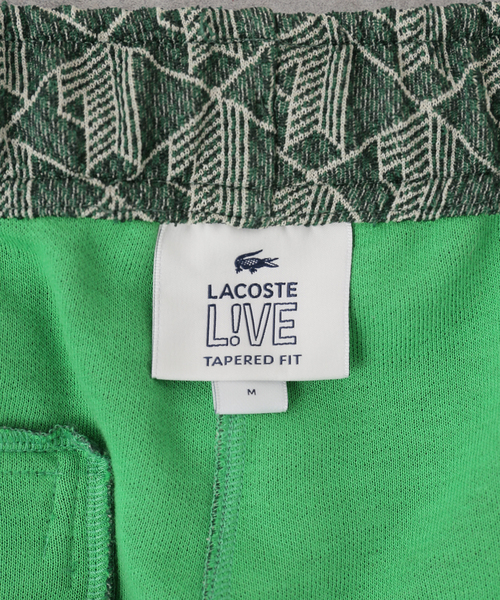 LACOSTE
L!VE
TAPERED FIT
M